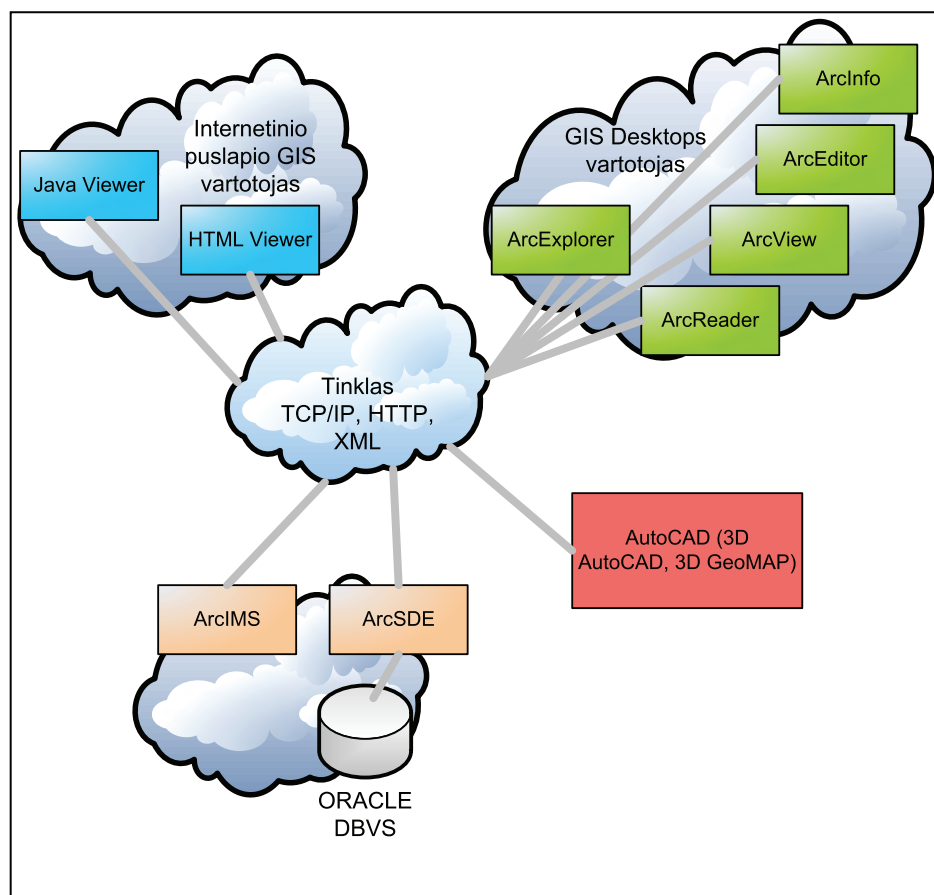 Internetinio
puslapio GIS
vartotojas
Java Viewer
HTML Viewer
GIS Desktops
vartotojas
ArcInfo
ArcEditor
ArcExplorer
ArcView
ArcReader
Tinklas
TCP/IP, HTTP,
XML
AutoCAD (3D
AutoCAD, 3D GeoMAP)
ArcIMS
ArcSDE
ORACLE
DBVS